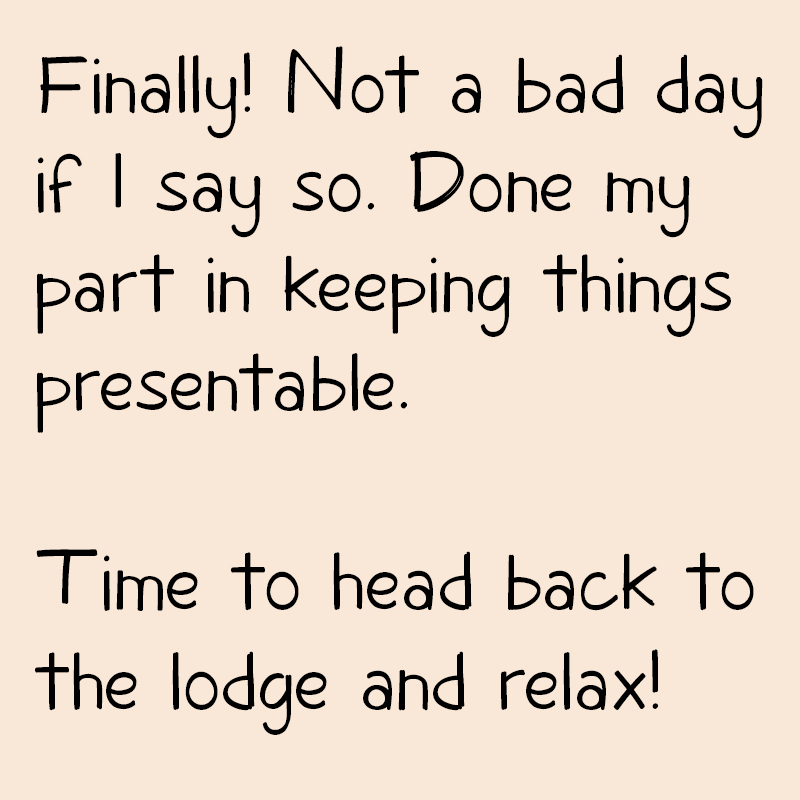 Finally! Not a bad day
if I say so. Done my
part in keeping things
presentable.
Time to head back to
the lodge and relax!